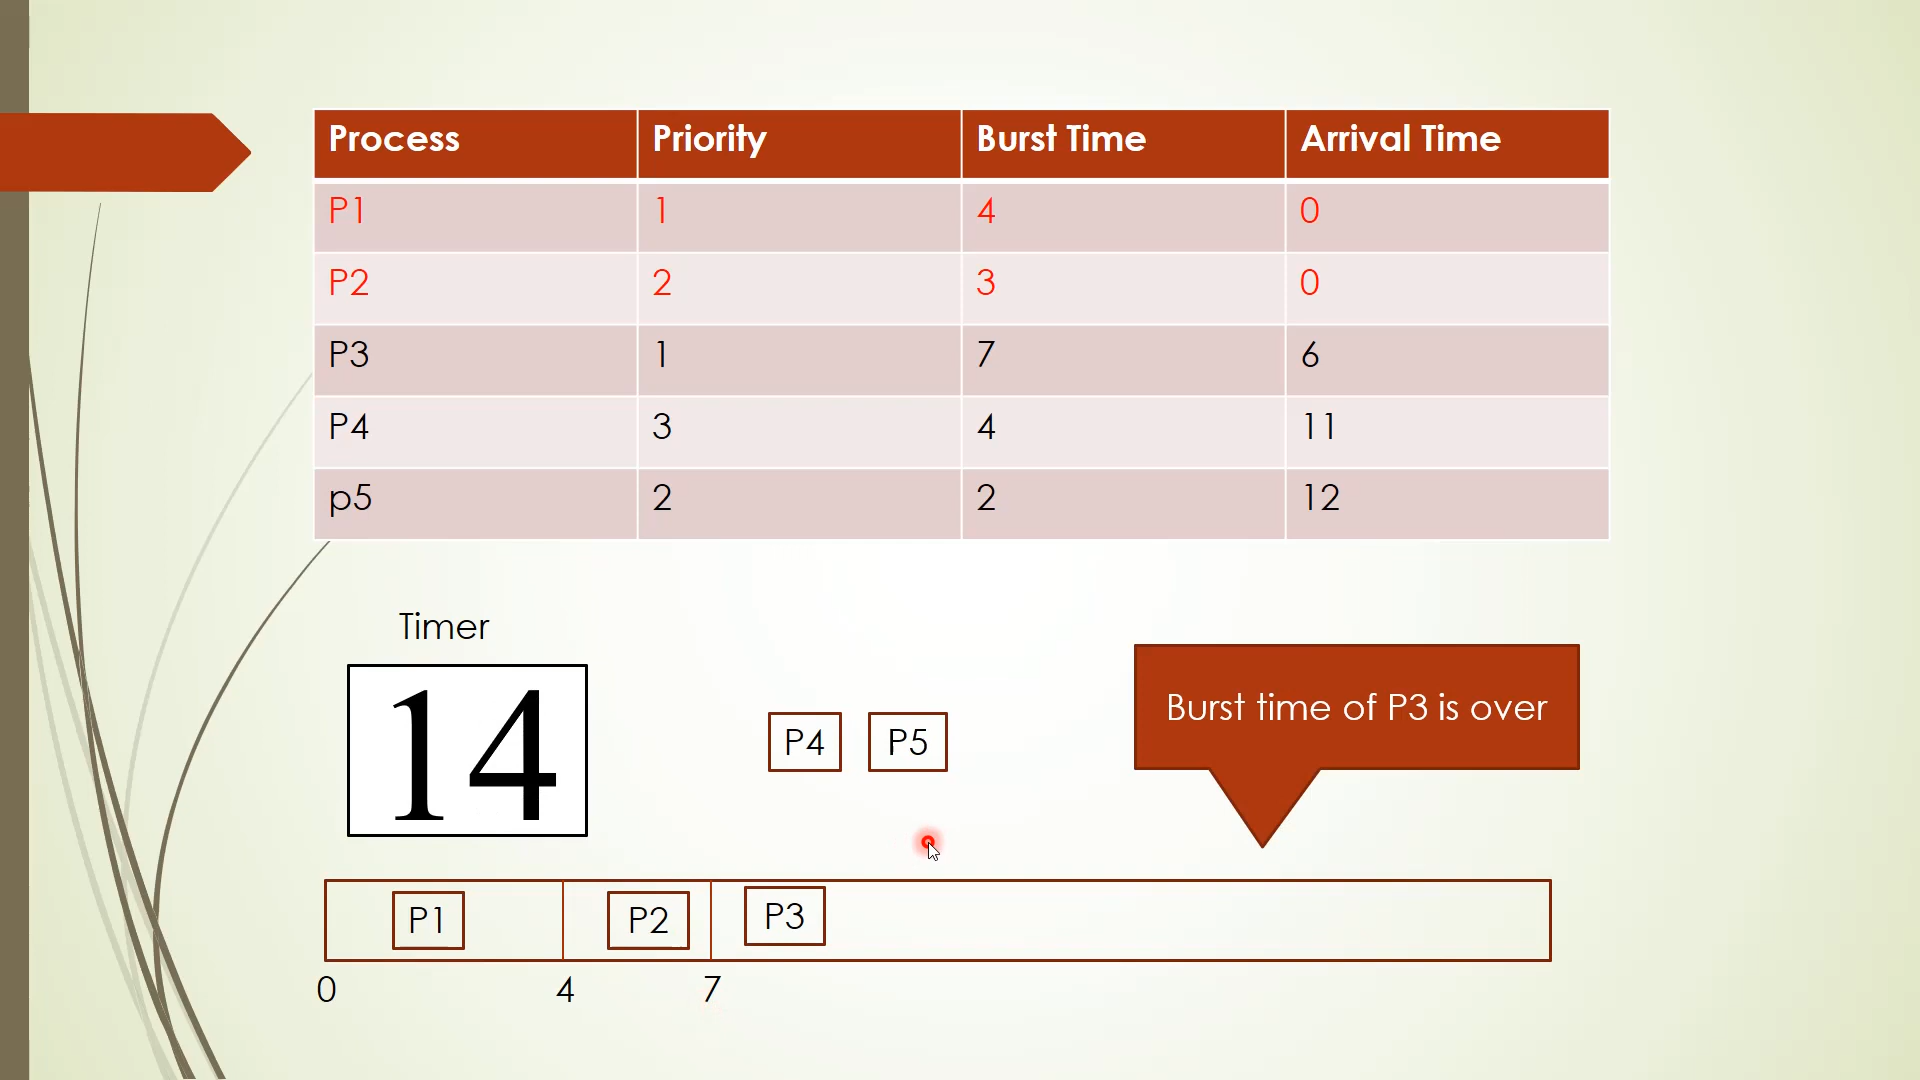 Process Priority Burst Time Arrival Time
P1 1 4 0
P2 2 3 0
P3 1 7 6
P4 3 4 11
p5 2 2 12
Timer
14
P4 P5
Burst time of P3 is over
P1 P2 P3
0 4 7